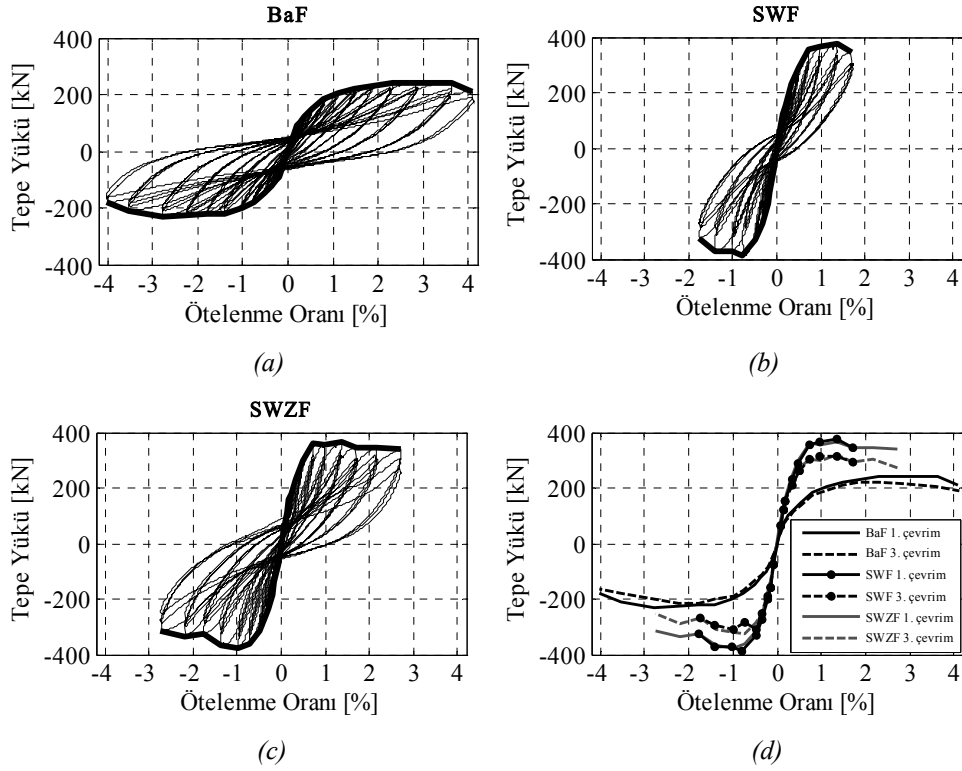 BaF
Tepe Yükü [kN]
400
200
0
-200
-400
-4 -3 -2 -1 0 1 2 3 4
Ötelenme Oranı [%]
(a)
SWF
Tepe Yükü [kN]
400
200
0
-200
-400
-4 -3 -2 -1 0 1 2 3 4
Ötelenme Oranı [%]
(b)
SWZF
Tepe Yükü [kN]
400
200
0
-200
-400
-4 -3 -2 -1 0 1 2 3 4
Ötelenme Oranı [%]
(c)
Tepe Yükü [kN]
400
200
0
-200
-400
-4 -3 -2 -1 0 1 2 3 4
BaF 1. çevrim
BaF 3. çevrim
SWF 1. çevrim
SWF 3. çevrim
SWZF 1. çevrim
SWZF 3. çevrim
Ötelenme Oranı [%]
(d)